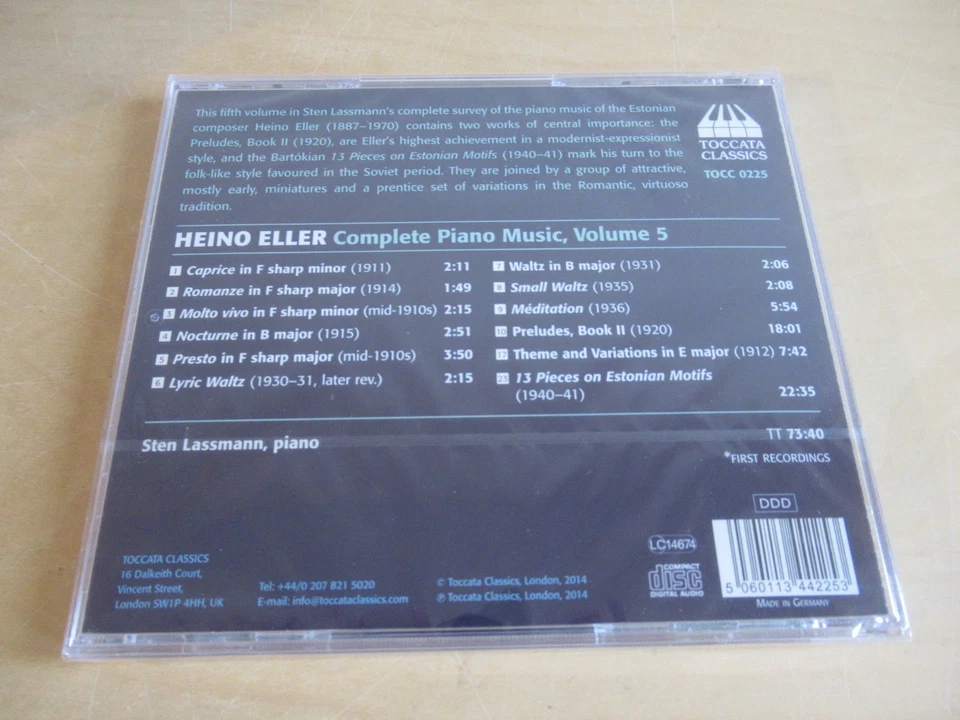 This fifth volume in Sten Lassmann's complete survey of the piano music of the Estonian
composer Heino Eller (1887–1970) contains two works of central importance: the
Preludes, Book II (1920), are Eller's highest achievement in a modernist-expressionist
style, and the Bartókian 13 Pieces on Estonian Motifs (1940–41) mark his turn to the
folk-like style favoured in the Soviet period. They are joined by a group of attractive,
mostly early, miniatures and a prentice set of variations in the Romantic, virtuoso
tradition.
TOCCATA
CLASSICS
TOCC 0225
HEINO ELLER Complete Piano Music, Volume 5
1 Caprice in F sharp minor (1911) 2:11
2 Romanze in F sharp major (1914) 1:49
3 Molto vivo in F sharp minor (mid-1910s) 2:15
4 Nocturne in B major (1915) 2:51
5 Presto in F sharp major (mid-1910s) 3:50
6 Lyric Waltz (1930–31, later rev.) 2:15
7 Waltz in B major (1931) 2:06
8 Small Waltz (1935) 2:08
9 Méditation (1936) 5:54
10 Preludes, Book II (1920) 18:01
Theme and Variations in E major (1912) 7:42
13 Pieces on Estonian Motifs
(1940–41) 22:35
Sten Lassmann, piano
TT 73:40
*FIRST RECORDINGS
DDD
TOCCATA CLASSICS
16 Dalkeith Court,
Vincent Street,
London SW1P 4HH, UK
Tel: +44/0 207 821 5020
E-mail: info@toccataclassics.com
© Toccata Classics, London, 2014
℗ Toccata Classics, London, 2014
LC14674
COMPACT
disc
DIGITAL AUDIO
5 060113 442253
MADE IN GERMANY